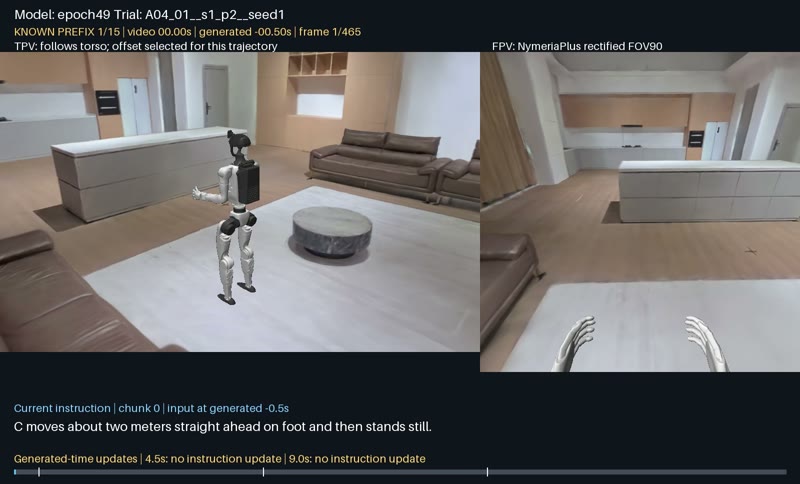 Model: epoch49 Trial: A04_01__s1_p2__seed1
KNOWN PREFIX 1/15 | video 00.00s | generated -00.50s | frame 1/465
TPV: follows torso; offset selected for this trajectory
FPV: NymeriaPlus rectified FOV90
Current instruction | chunk 0 | input at generated -0.5s
C moves about two meters straight ahead on foot and then stands still.
Generated-time updates | 4.5s: no instruction update | 9.0s: no instruction update